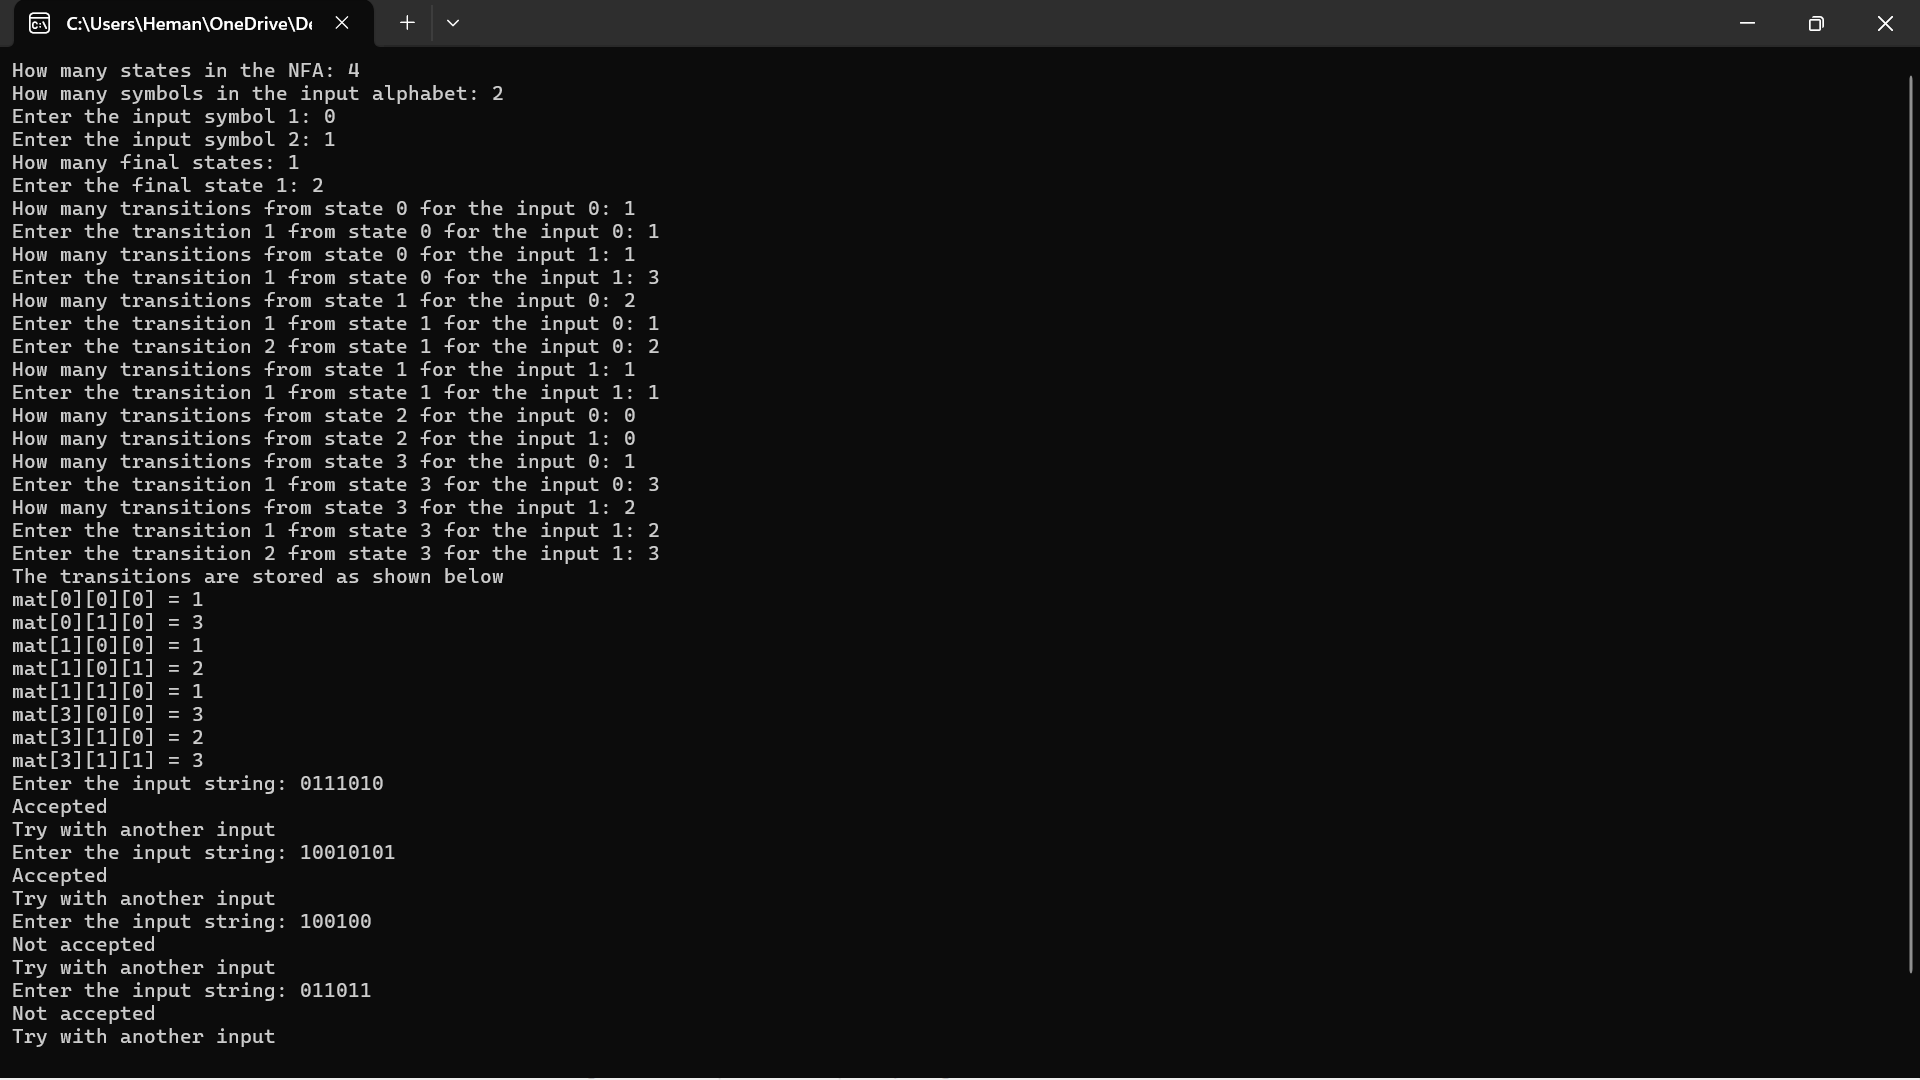 C:\Users\Heman\OneDrive\De
How many states in the NFA: 4
How many symbols in the input alphabet: 2
Enter the input symbol 1: 0
Enter the input symbol 2: 1
How many final states: 1
Enter the final state 1: 2
How many transitions from state 0 for the input 0: 1
Enter the transition 1 from state 0 for the input 0: 1
How many transitions from state 0 for the input 1: 1
Enter the transition 1 from state 0 for the input 1: 3
How many transitions from state 1 for the input 0: 2
Enter the transition 1 from state 1 for the input 0: 1
Enter the transition 2 from state 1 for the input 0: 2
How many transitions from state 1 for the input 1: 1
Enter the transition 1 from state 1 for the input 1: 1
How many transitions from state 2 for the input 0: 0
How many transitions from state 2 for the input 1: 0
How many transitions from state 3 for the input 0: 1
Enter the transition 1 from state 3 for the input 0: 3
How many transitions from state 3 for the input 1: 2
Enter the transition 1 from state 3 for the input 1: 2
Enter the transition 2 from state 3 for the input 1: 3
The transitions are stored as shown below
mat[0][0][0] = 1
mat[0][1][0] = 3
mat[1][0][0] = 1
mat[1][0][1] = 2
mat[1][1][0] = 1
mat[3][0][0] = 3
mat[3][1][0] = 2
mat[3][1][1] = 3
Enter the input string: 0111010
Accepted
Try with another input
Enter the input string: 10010101
Accepted
Try with another input
Enter the input string: 100100
Not accepted
Try with another input
Enter the input string: 011011
Not accepted
Try with another input